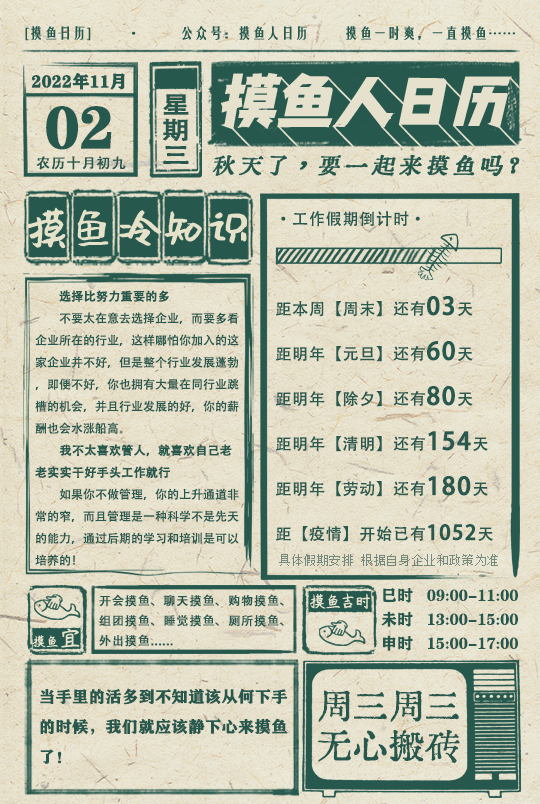 [摸鱼日历] · 公众号：摸鱼人日历 摸鱼一时爽，一直摸鱼……
2022年11月
02
农历十月初九
星期三
摸鱼人日历
秋天了，要一起来摸鱼吗？
摸鱼冷知识
选择比努力重要的多
不要太在意去选择企业，而要多看
企业所在的行业，这样哪怕你加入的这
家企业并不好，但是整个行业发展蓬勃
，即便不好，你也拥有大量在同行业跳
槽的机会，并且行业发展的好，你的薪
酬也会水涨船高。
我不太喜欢管人，就喜欢自己老
老实实干好手头工作就行
如果你不做管理，你的上升通道非
常的窄，而且管理是一种科学不是先天
的能力，通过后期的学习和培训是可以
培养的！
·工作假期倒计时·
距本周【周末】还有03天
距明年【元旦】还有60天
距明年【除夕】还有80天
距明年【清明】还有154天
距明年【劳动】还有180天
距【疫情】开始已有1052天
具体假期安排 根据自身企业和政策为准
摸鱼宜
开会摸鱼、聊天摸鱼、购物摸鱼、
组团摸鱼、睡觉摸鱼、厕所摸鱼、
外出摸鱼……
摸鱼吉时
巳时 09:00-11:00
未时 13:00-15:00
申时 15:00-17:00
当手里的活多到不知道该从何下手
的时候，我们就应该静下心来摸鱼
了！
周三周三
无心搬砖